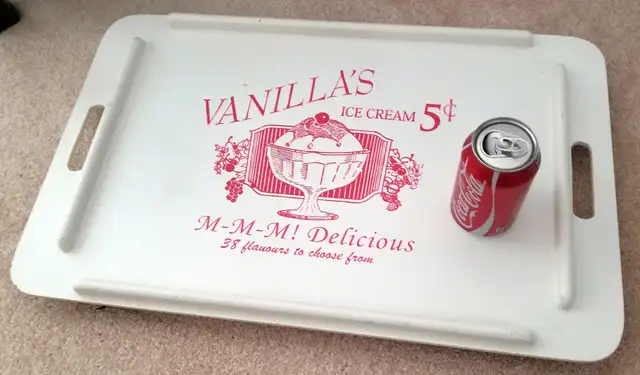 VANILLA'S
ICE CREAM 5¢
M-M-M! Delicious
38 flavours to choose from
Coca-Cola